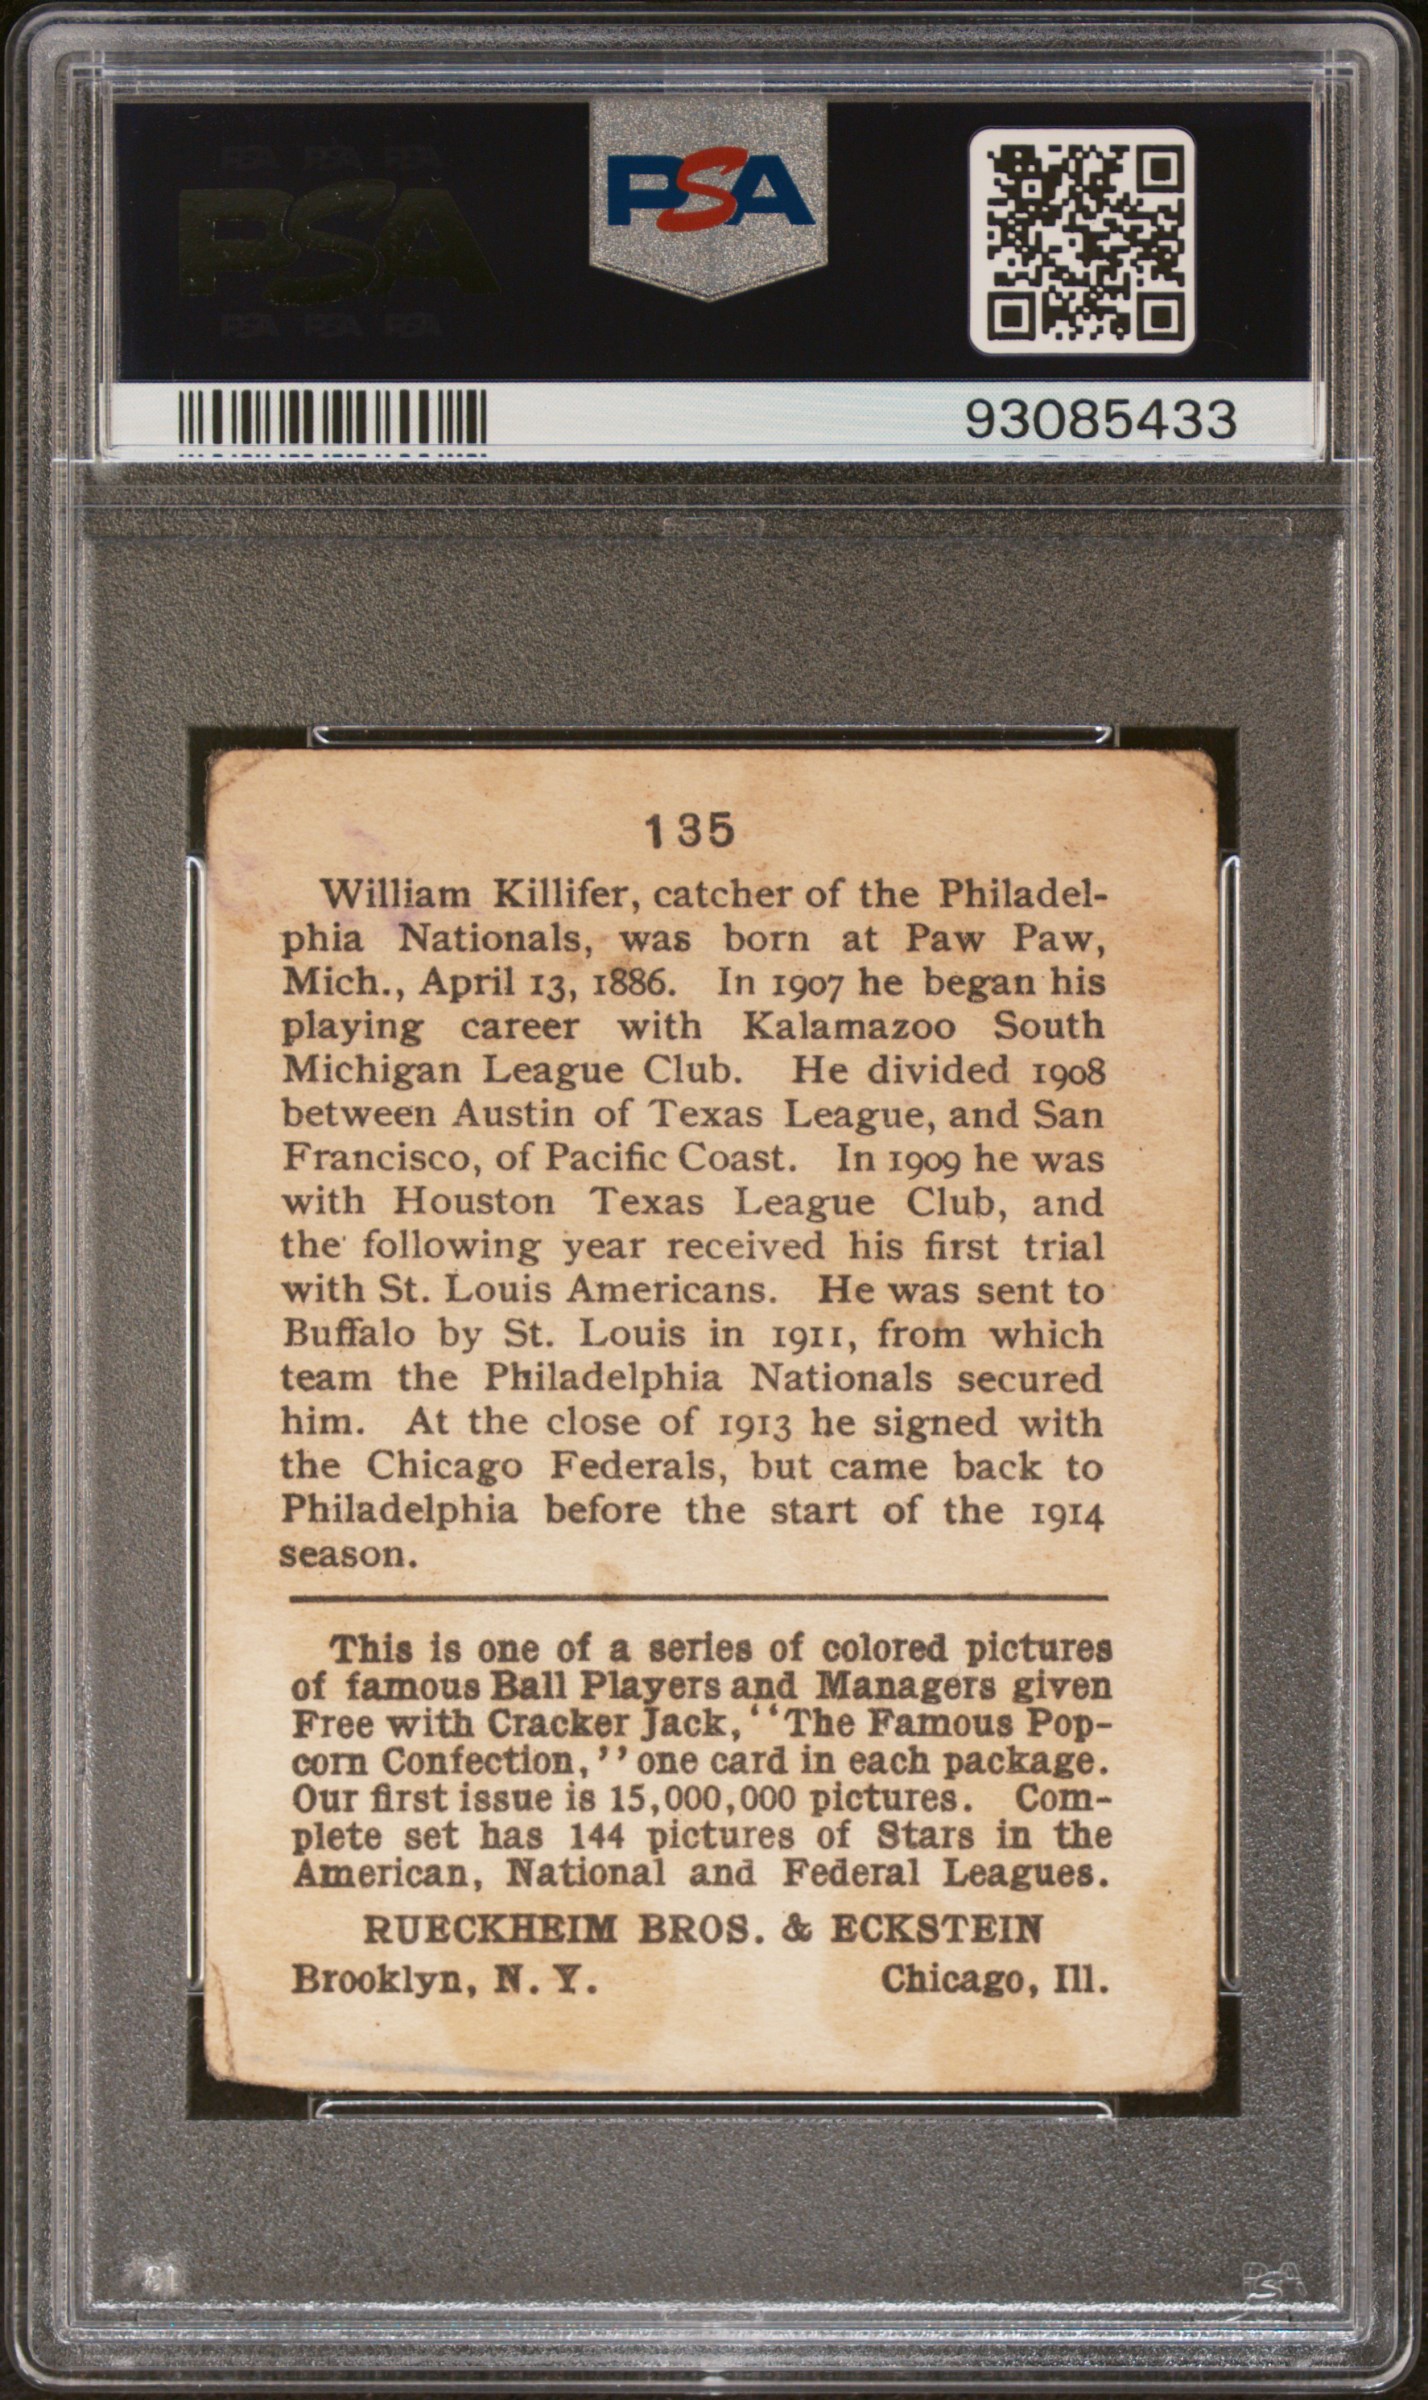 PSA PSA PSA
PSA
PSA PSA PSA
PSA
93085433
135
William Killifer, catcher of the Philadel-
phia Nationals, was born at Paw Paw,
Mich., April 13, 1886. In 1907 he began his
playing career with Kalamazoo South
Michigan League Club. He divided 1908
between Austin of Texas League, and San
Francisco, of Pacific Coast. In 1909 he was
with Houston Texas League Club, and
the following year received his first trial
with St. Louis Americans. He was sent to
Buffalo by St. Louis in 1911, from which
team the Philadelphia Nationals secured
him. At the close of 1913 he signed with
the Chicago Federals, but came back to
Philadelphia before the start of the 1914
season.
This is one of a series of colored pictures
of famous Ball Players and Managers given
Free with Cracker Jack, ‘‘The Famous Pop-
corn Confection,’’ one card in each package.
Our first issue is 15,000,000 pictures. Com-
plete set has 144 pictures of Stars in the
American, National and Federal Leagues.
RUECKHEIM BROS. & ECKSTEIN
Brooklyn, N. Y. Chicago, Ill.
PSA